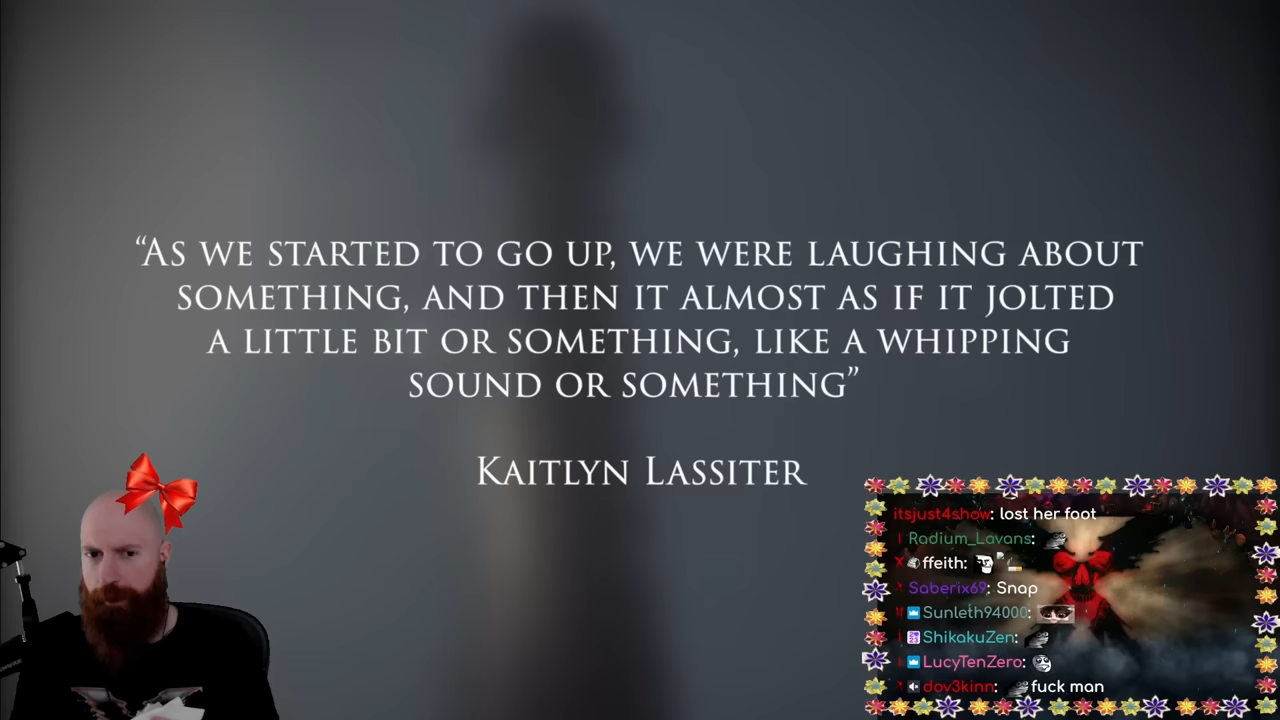 “As we started to go up, we were laughing about
something, and then it almost as if it jolted
a little bit or something, like a whipping
sound or something”
Kaitlyn Lassiter
itsjust4show: lost her foot
Radium_Lavans:
ffeith:
Saberix69: Snap
Sunleth94000:
ShikakuZen:
LucyTenZero:
dov3kinn: fuck man